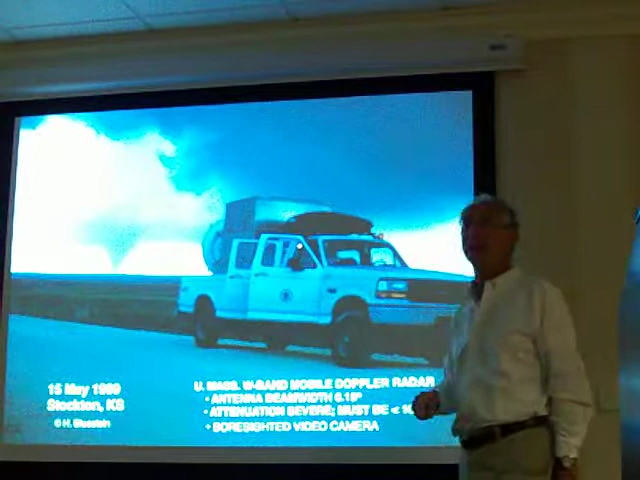 15 May 1999
Stockton, KS
© H. Bluestein
U. MASS. W-BAND MOBILE DOPPLER RADAR
• ANTENNA BEAMWIDTH 0.18°
• ATTENUATION SEVERE; MUST BE < 1
• BORESIGHTED VIDEO CAMERA